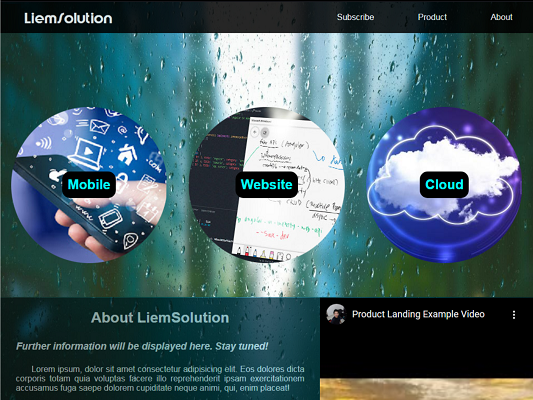 LiemSolution
Subscribe Product About
Mobile
Website
Cloud
About LiemSolution
Further information will be displayed here. Stay tuned!
Lorem ipsum, dolor sit amet consectetur adipisicing elit. Eos dolores dicta
corporis totam quia voluptas facere illo reprehenderit ipsam exercitationem
accusamus fuga saepe dolorem cupiditate neque animi, qui, enim placeat!
Product Landing Example Video